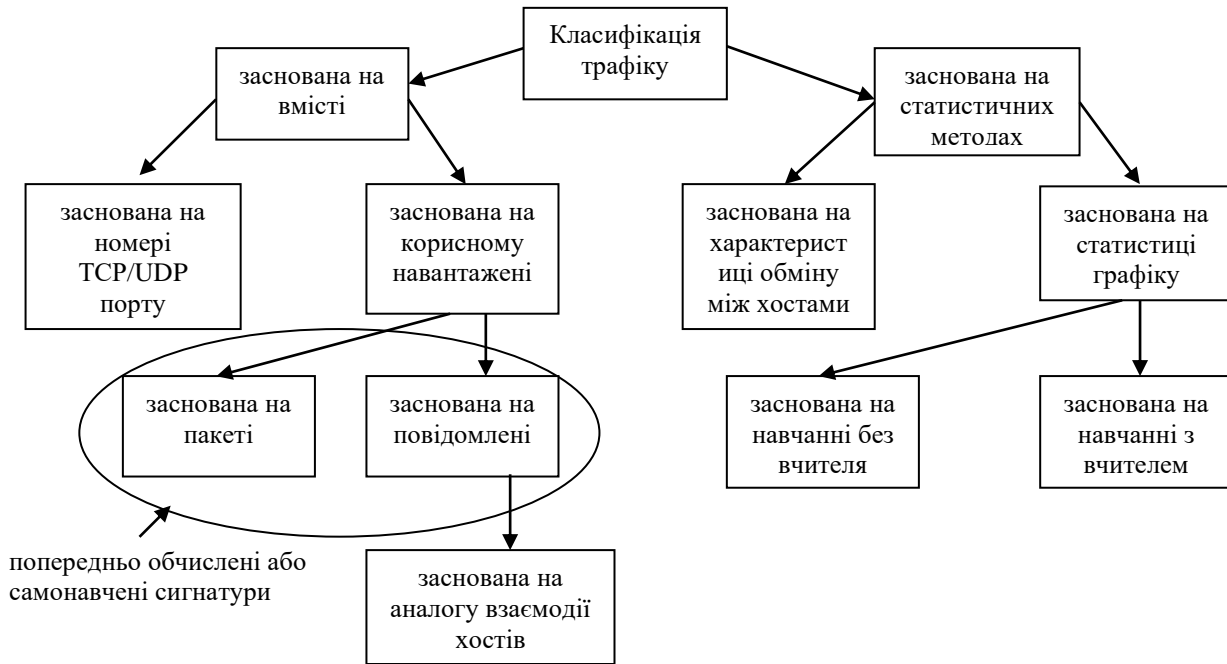 Класифікація
трафіку
заснована на
вмісті
заснована на
статистичних
методах
заснована на
номері
TCP/UDP
порту
заснована на
корисному
навантажені
заснована на
характерист
иці обміну
між хостами
заснована на
статистиці
графіку
заснована на
пакеті
заснована на
повідомлені
заснована на
навчанні без
вчителя
заснована на
навчанні з
вчителем
попередньо обчислені або
самонавчені сигнатури
заснована на
аналогу взаємодії
хостів